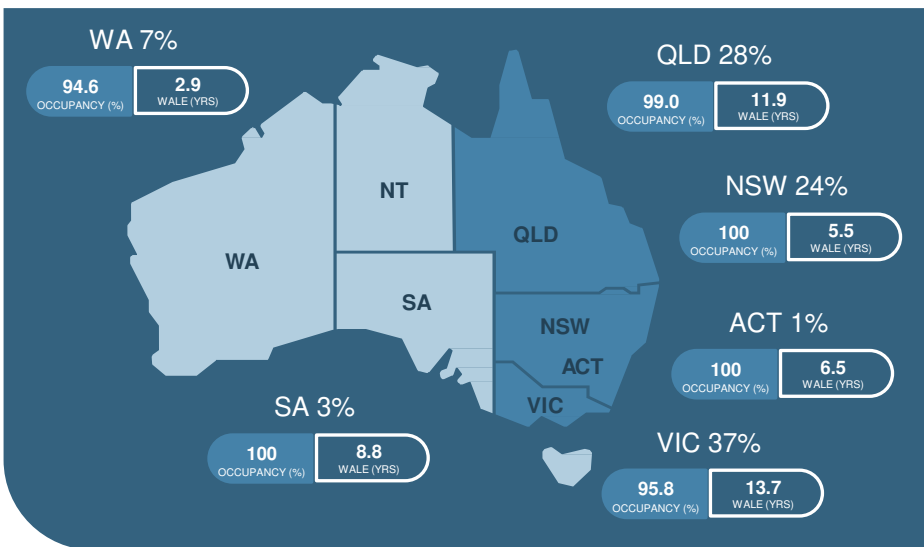 WA 7%
94.6
OCCUPANCY (%)
2.9
WALE (YRS)
QLD 28%
99.0
OCCUPANCY (%)
11.9
WALE (YRS)
NSW 24%
100
OCCUPANCY (%)
5.5
WALE (YRS)
ACT 1%
100
OCCUPANCY (%)
6.5
WALE (YRS)
SA 3%
100
OCCUPANCY (%)
8.8
WALE (YRS)
VIC 37%
95.8
OCCUPANCY (%)
13.7
WALE (YRS)
NT
QLD
WA
SA
NSW
ACT
VIC